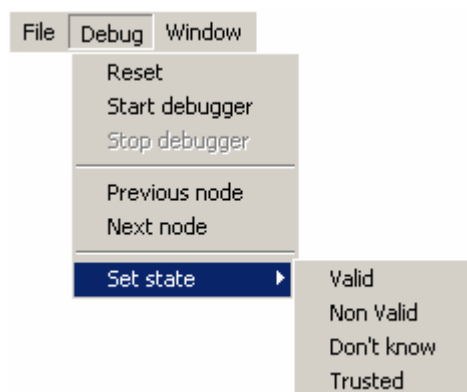 File Debug Window
Reset
Start debugger
Stop debugger
Previous node
Next node
Set state
Valid
Non Valid
Don't know
Trusted